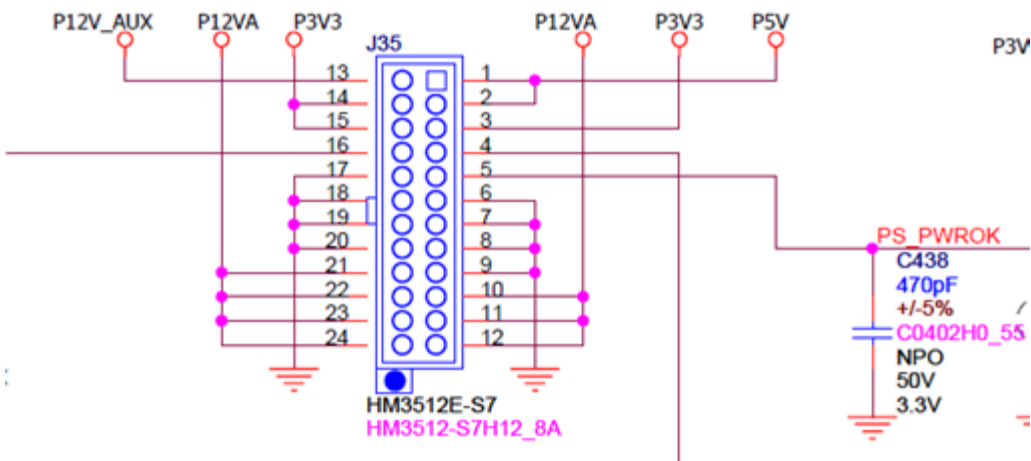 P12V_AUX P12VA P3V3 P12VA P3V3 P5V
J35
P3V
13 1
14 2
15 3
16 4
17 5
18 6
19 7
20 8
21 9
22 10
23 11
24 12
PS_PWROK
C438
470pF
+/-5%
C0402H0_55
NPO
50V
3.3V
HM3512E-S7
HM3512-S7H12_8A